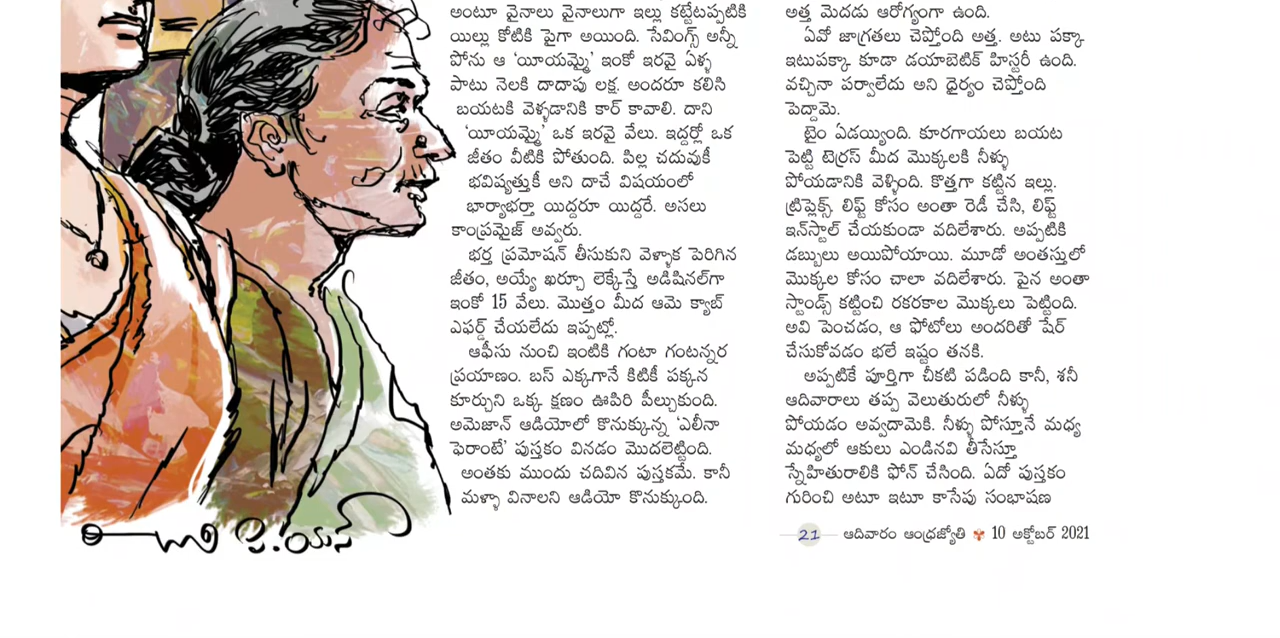 అంటూ వైనాలు వైనాలుగా ఇల్లు కట్టేటప్పటికి
యిల్లు కోటికి పైగా అయింది. సేవింగ్స్ అన్నీ
పోను ఆ ‘యీయమ్మై’ ఇంకో ఇరవై ఏళ్ళ
పాటు నెలకి దాదాపు లక్ష. అందరూ కలిసి
బయటకి వెళ్ళడానికి కార్ కావాలి. దాని
‘యీయమ్మై’ ఒక ఇరవై వేలు. ఇద్దర్లో ఒక
జీతం వీటికి పోతుంది. పిల్ల చదువుకీ
భవిష్యత్తుకీ అని దాచే విషయంలో
భార్యాభర్తా యిద్దరూ యిద్దరే. అసలు
కాంప్రమైజ్ అవ్వరు.
భర్త ప్రమోషన్ తీసుకుని వెళ్ళాక పెరిగిన
జీతం, అయ్యే ఖర్చూ లెక్కేస్తే అడిషినల్‌గా
ఇంకో 15 వేలు. మొత్తం మీద ఆమె క్యాబ్
ఎఫర్డ్ చేయలేదు ఇప్పట్లో.
ఆఫీసు నుంచి ఇంటికి గంటా గంటన్నర
ప్రయాణం. బస్ ఎక్కగానే కిటికీ పక్కన
కూర్చుని ఒక్క క్షణం ఊపిరి పీల్చుకుంది.
అమెజాన్ ఆడియోలో కొనుక్కున్న ‘ఎలీనా
ఫెరాంటే’ పుస్తకం వినడం మొదలెట్టింది.
అంతకు ముందు చదివిన పుస్తకమే. కానీ
మళ్ళా వినాలని ఆడియో కొనుక్కుంది.
అత్త మెదడు ఆరోగ్యంగా ఉంది.
ఏవో జాగ్రతలు చెప్తోంది అత్త. అటు పక్కా
ఇటుపక్కా కూడా డయాబెటిక్ హిస్టరీ ఉంది.
వచ్చినా పర్వాలేదు అని ధైర్యం చెప్తోంది
పెద్దామె.
టైం ఏడయ్యింది. కూరగాయలు బయట
పెట్టి టెర్రస్ మీద మొక్కలకి నీళ్ళు
పోయడానికి వెళ్ళింది. కొత్తగా కట్టిన ఇల్లు.
ట్రిప్లెక్స్. లిఫ్ట్ కోసం అంతా రెడీ చేసి, లిఫ్ట్
ఇన్‌స్టాల్ చేయకుండా వదిలేశారు. అప్పటికి
డబ్బులు అయిపోయాయి. మూడో అంతస్తులో
మొక్కల కోసం చాలా వదిలేశారు. పైన అంతా
స్టాండ్స్ కట్టించి రకరకాల మొక్కలు పెట్టింది.
అవి పెంచడం, ఆ ఫోటోలు అందరితో షేర్
చేసుకోవడం భలే ఇష్టం తనకి.
అప్పటికే పూర్తిగా చీకటి పడింది కానీ, శనీ
ఆదివారాలు తప్ప వెలుతురులో నీళ్ళు
పోయడం అవ్వదామెకి. నీళ్ళు పోస్తూనే మధ్య
మధ్యలో ఆకులు ఎండినవి తీసేస్తూ
స్నేహితురాలికి ఫోన్ చేసింది. ఏదో పుస్తకం
గురించి అటూ ఇటూ కాసేపు సంభాషణ
21 ఆదివారం ఆంధ్రజ్యోతి 10 అక్టోబర్ 2021